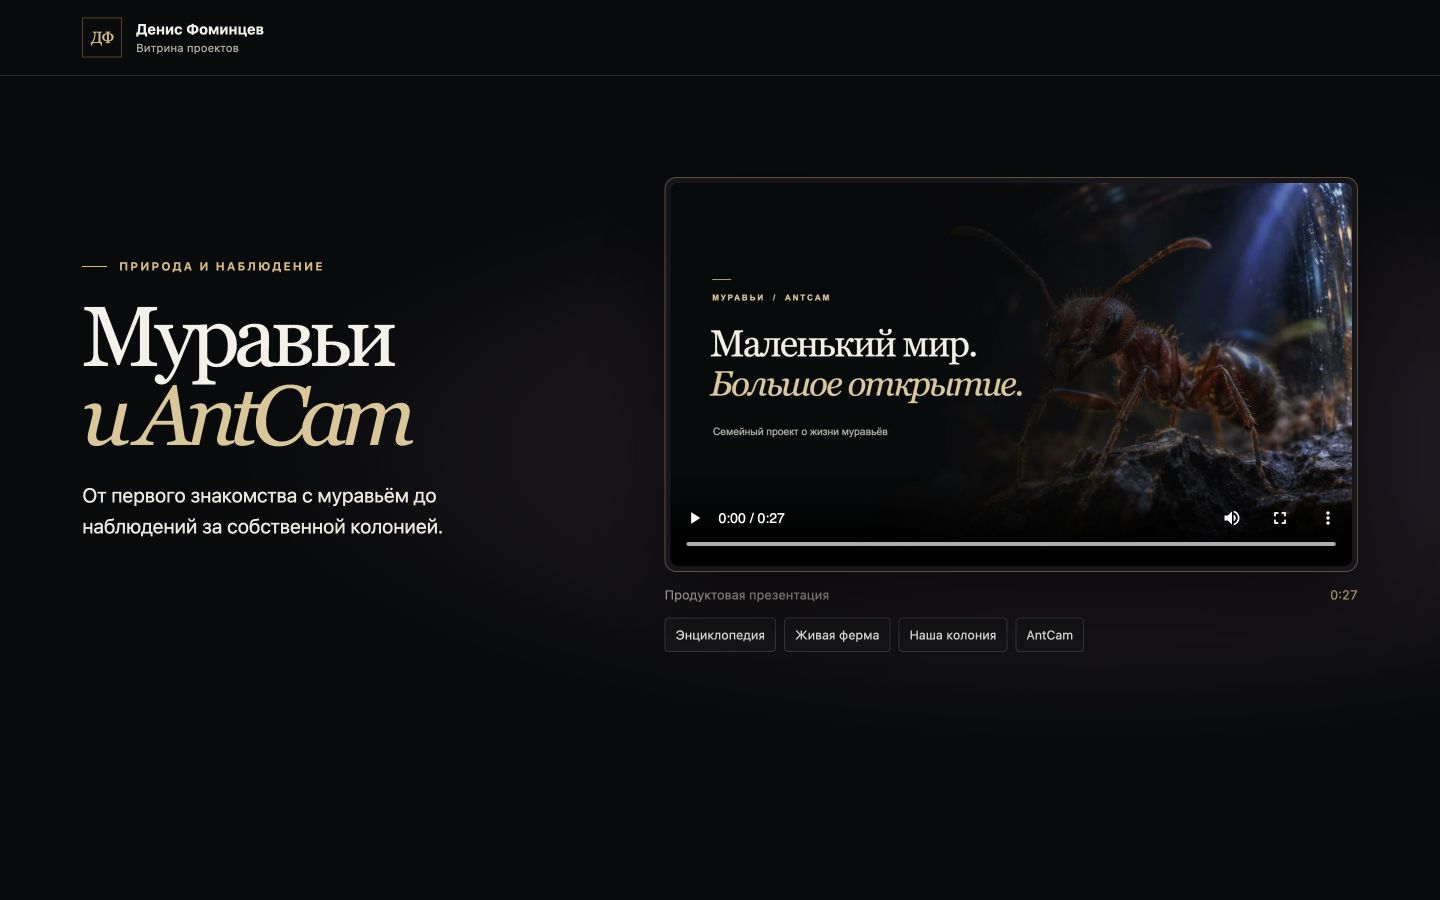 ДФ
Денис Фоминцев
Витрина проектов
ПРИРОДА И НАБЛЮДЕНИЕ
Муравьи
и AntCam
От первого знакомства с муравьём до
наблюдений за собственной колонией.
МУРАВЬИ / ANTCAM
Маленький мир.
Большое открытие.
Семейный проект о жизни муравьёв
0:00 / 0:27
Продуктовая презентация
0:27
Энциклопедия
Живая ферма
Наша колония
AntCam